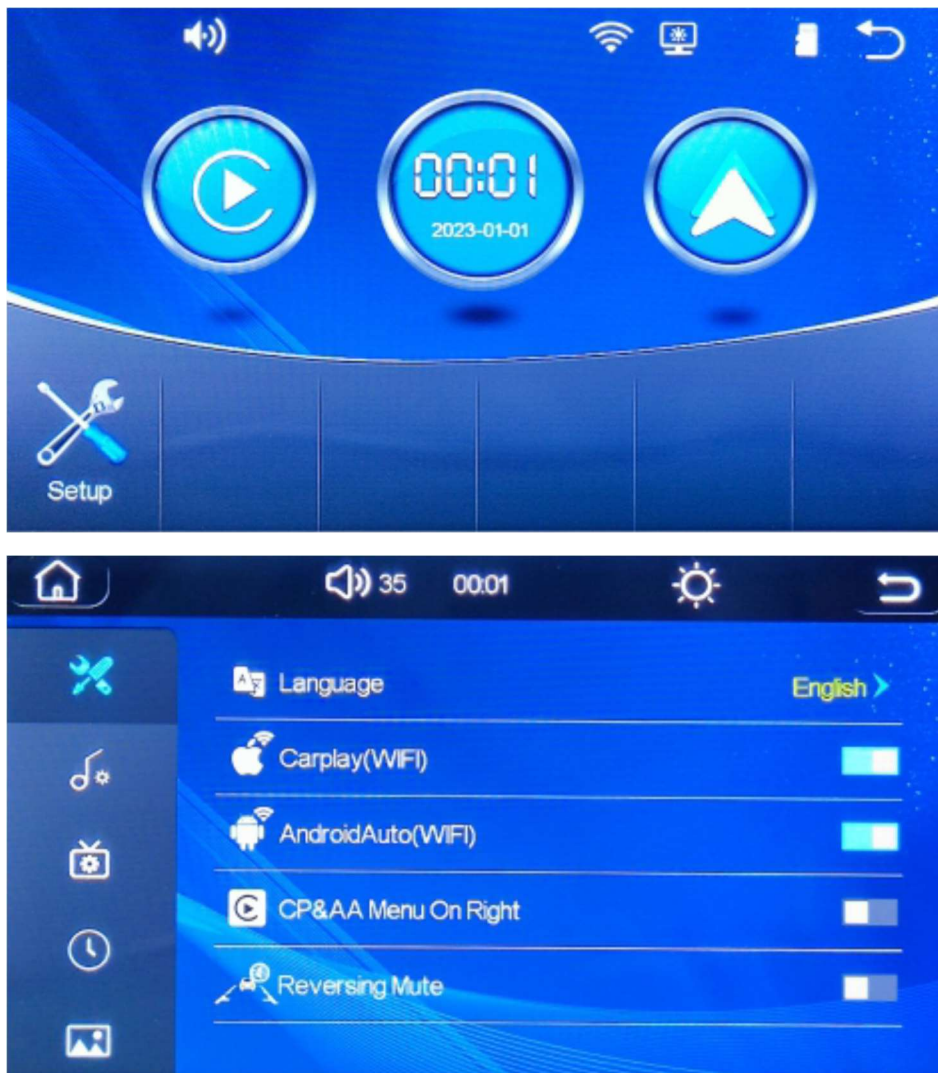 00:01
2023-01-01
Setup
35 00:01
Language English
Carplay(WIFI)
AndroidAuto(WIFI)
CP&AA Menu On Right
Reversing Mute